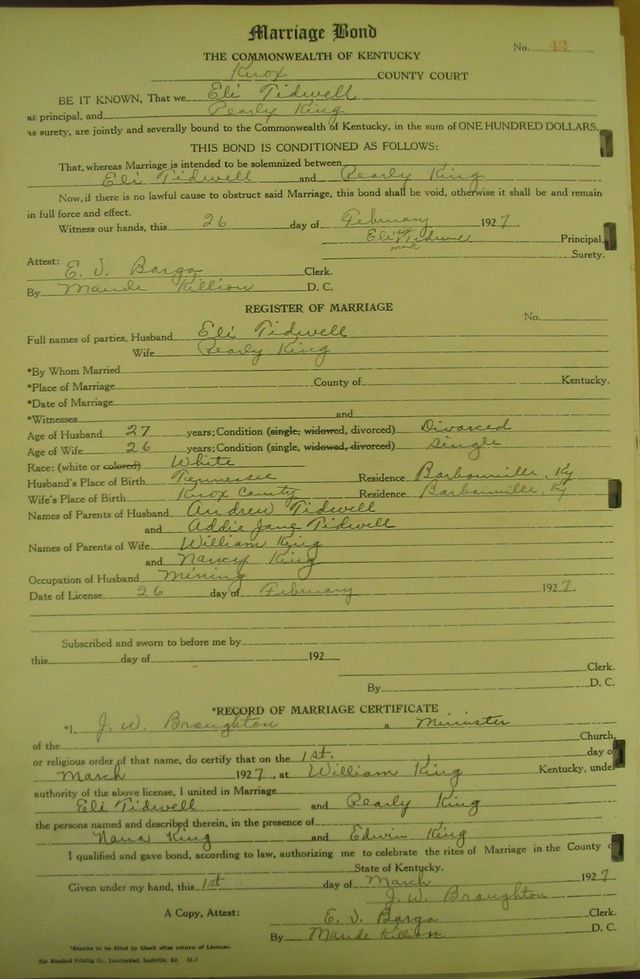 Marriage Bond
No. 42
THE COMMONWEALTH OF KENTUCKY
Knox COUNTY COURT
BE IT KNOWN, That we Eli Tidwell
as principal, and Pearly King
as surety, are jointly and severally bound to the Commonwealth of Kentucky, in the sum of ONE HUNDRED DOLLARS.
THIS BOND IS CONDITIONED AS FOLLOWS:
That, whereas Marriage is intended to be solemnized between
Eli Tidwell and Pearly King
Now, if there is no lawful cause to obstruct said Marriage, this bond shall be void, otherwise it shall be and remain
in full force and effect.
Witness our hands, this 26 day of February 1927.
Eli Tidwell Principal.
mark
Surety.
Attest: E. V. Barga Clerk.
By Maude Killion D. C.
REGISTER OF MARRIAGE
No.
Full names of parties, Husband Eli Tidwell
Wife Pearly King
*By Whom Married
*Place of Marriage County of Kentucky.
*Date of Marriage
*Witnesses and
Age of Husband 27 years; Condition (single, widowed, divorced) Divorced
Age of Wife 26 years; Condition (single, widowed, divorced) Single
Race: (white or colored) White
Husband's Place of Birth Tennessee Residence Barbourville, Ky
Wife's Place of Birth Knox County Residence Barbourville, Ky
Names of Parents of Husband Andrew Tidwell
and Addie Jane Tidwell
Names of Parents of Wife William King
and Nancy King
Occupation of Husband Mining
Date of License 26 day of February 1927.
Subscribed and sworn to before me by
this day of 192
Clerk.
By D. C.
*RECORD OF MARRIAGE CERTIFICATE
*I, J. W. Broughton a Minister
of the Church,
or religious order of that name, do certify that on the 1st. day o
March 1927, at William King Kentucky, unde
authority of the above license, I united in Marriage
Eli Tidwell and Pearly King
the persons named and described therein, in the presence of
Nana King and Edwin King
I qualified and gave bond, according to law, authorizing me to celebrate the rites of Marriage in the County o
State of Kentucky.
Given under my hand, this 1st day of March 1927
J. W. Broughton
A Copy, Attest: E. V. Barga Clerk.
By Maude Killion D. C.
*Blanks to be filled by Clerk after return of License.
The Standard Printing Co., Incorporated, Louisville, Ky.